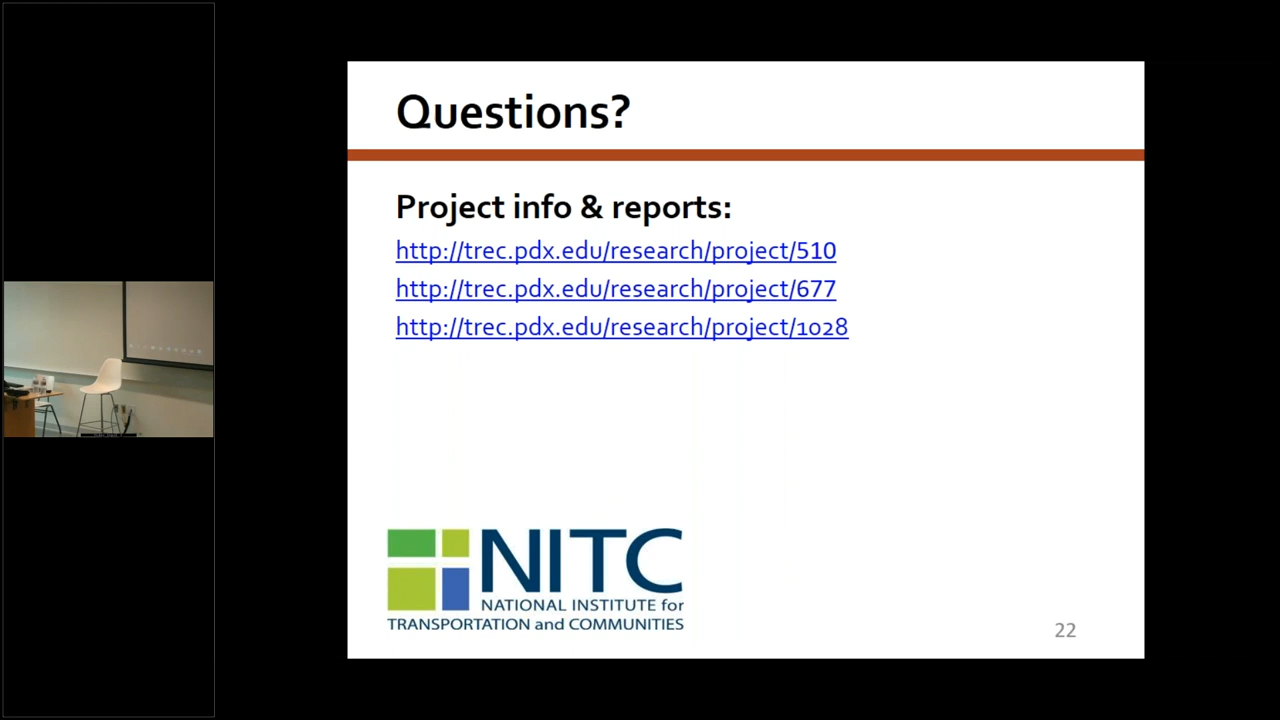 Questions?
Project info & reports:
http://trec.pdx.edu/research/project/510
http://trec.pdx.edu/research/project/677
http://trec.pdx.edu/research/project/1028
NITC
NATIONAL INSTITUTE for
TRANSPORTATION and COMMUNITIES
22